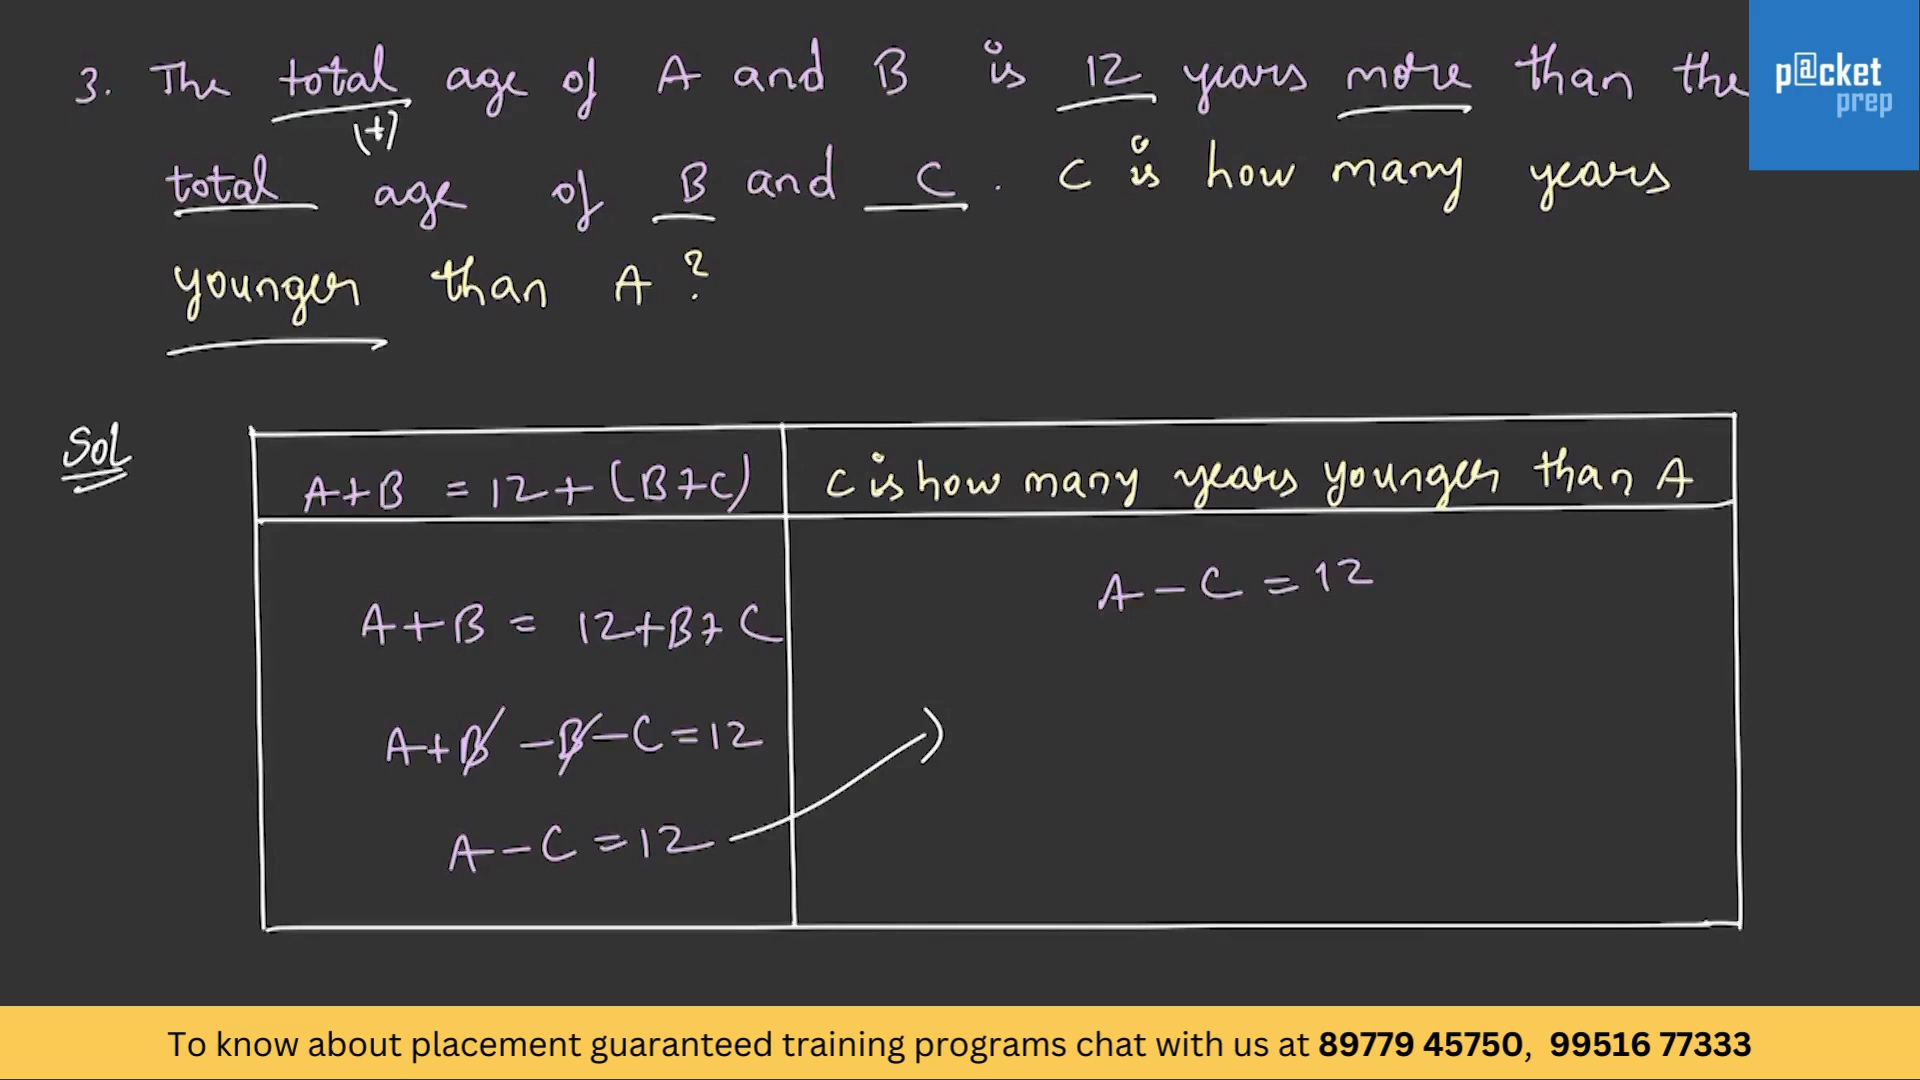 3. The total age of A and B is 12 years more than the
(+)
total age of B and C. C is how many years
younger than A?
Sol
A+B = 12+(B+C)
C is how many years younger than A
A+B = 12+B+C
A+B-B-C=12
A-C=12
A-C=12
p@cket
prep
To know about placement guaranteed training programs chat with us at 89779 45750, 99516 77333